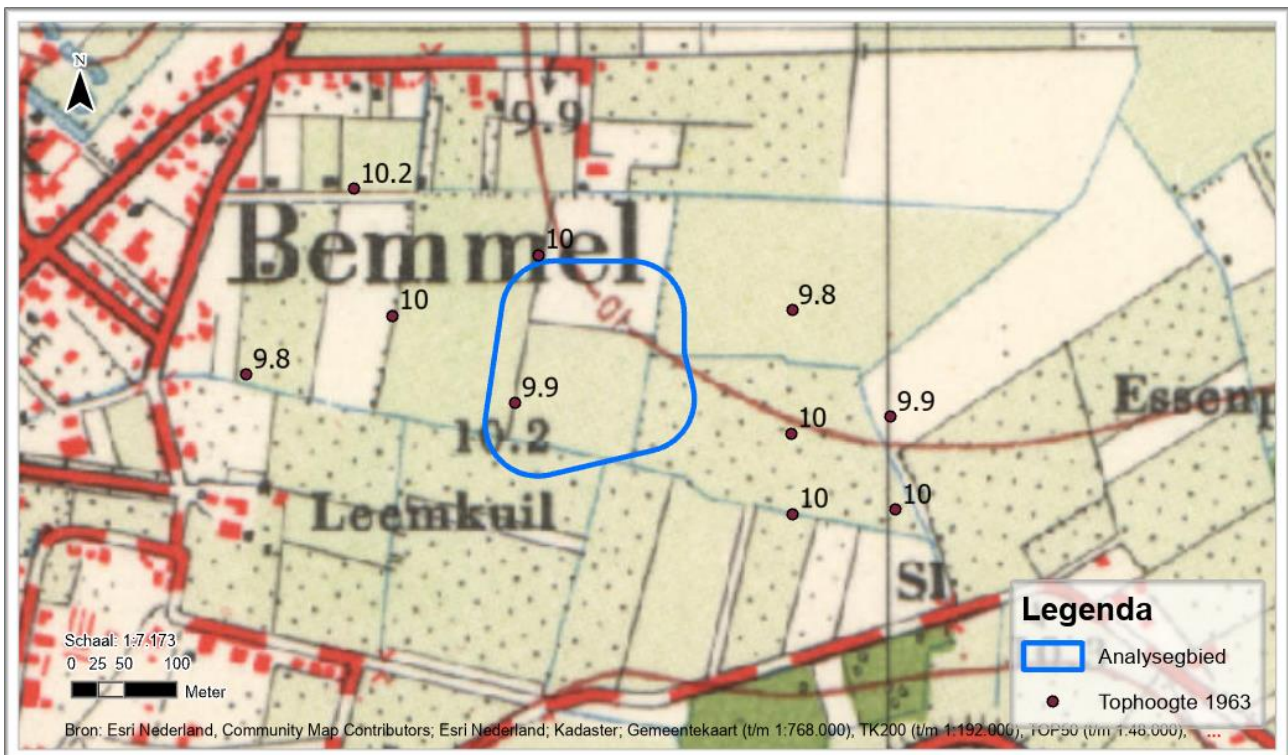 N
9.9
10.2
Bemmel
10
10
10
9.8
9.8
9.9
9.9
10
10.2
Essenp
Leemkuil
10
10
Sl
Legenda
Analysegbied
Tophoogte 1963
Schaal: 1:7.173
0 25 50 100
Meter
Bron: Esri Nederland, Community Map Contributors; Esri Nederland; Kadaster; Gemeentekaart (t/m 1:768.000), TK200 (t/m 1:192.000), TOP50 (t/m 1:48.000), ...